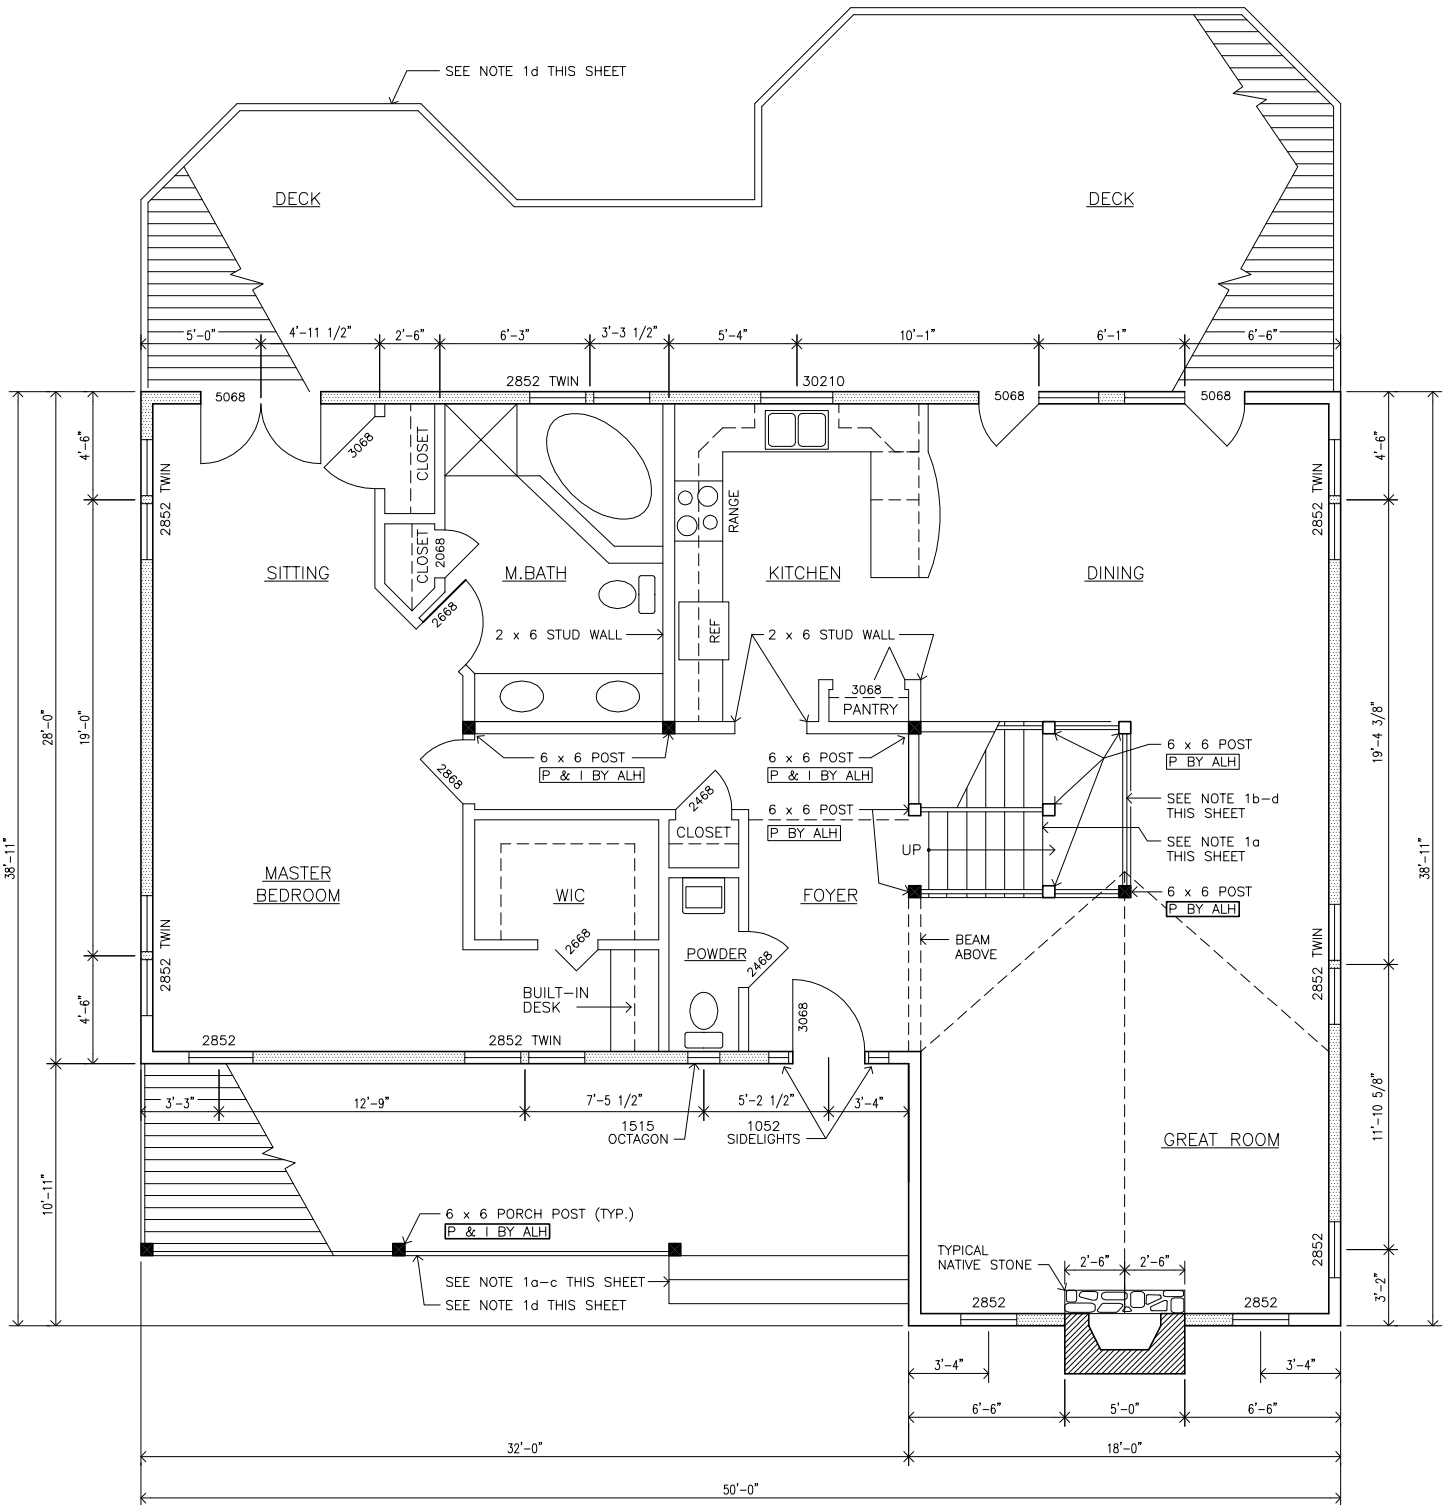 SEE NOTE 1d THIS SHEET
DECK
DECK
5'-0"
4'-11 1/2"
2'-6"
6'-3"
3'-3 1/2"
5'-4"
10'-1"
6'-1"
6'-6"
2852 TWIN
30210
5068
5068
5068
3068
CLOSET
4'-6"
2852 TWIN
RANGE
2852 TWIN
4'-6"
CLOSET
2068
SITTING
M.BATH
KITCHEN
DINING
2668
2 x 6 STUD WALL
REF
2 x 6 STUD WALL
3068
PANTRY
38'-11"
28'-0"
19'-0"
19'-4 3/8"
38'-11"
6 x 6 POST
P & I BY ALH
6 x 6 POST
P & I BY ALH
6 x 6 POST
P BY ALH
2868
2468
6 x 6 POST
P BY ALH
SEE NOTE 1b-d
THIS SHEET
CLOSET
UP
SEE NOTE 1a
THIS SHEET
MASTER
BEDROOM
WIC
FOYER
6 x 6 POST
P BY ALH
2852 TWIN
2668
POWDER
2468
BEAM
ABOVE
2852 TWIN
4'-6"
BUILT-IN
DESK
3068
2852
2852 TWIN
3'-3"
12'-9"
7'-5 1/2"
5'-2 1/2"
3'-4"
1515
OCTAGON
1052
SIDELIGHTS
GREAT ROOM
11'-10 5/8"
10'-11"
6 x 6 PORCH POST (TYP.)
P & I BY ALH
TYPICAL
NATIVE STONE
2'-6"
2'-6"
2852
3'-2"
SEE NOTE 1a-c THIS SHEET
SEE NOTE 1d THIS SHEET
2852
2852
3'-4"
3'-4"
6'-6"
5'-0"
6'-6"
32'-0"
18'-0"
50'-0"